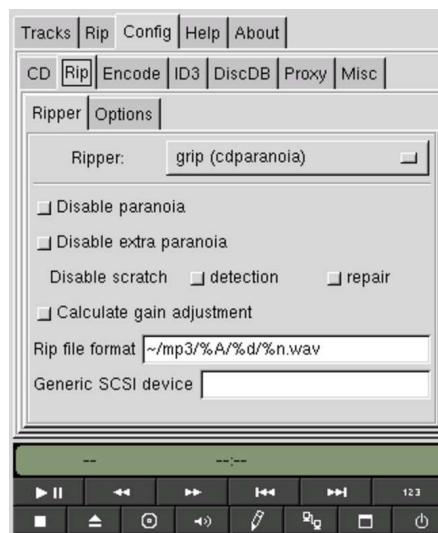 Tracks Rip Config Help About
CD Rip Encode ID3 DiscDB Proxy Misc
Ripper Options
Ripper: grip (cdparanoia)
Disable paranoia
Disable extra paranoia
Disable scratch detection repair
Calculate gain adjustment
Rip file format ~/mp3/%A/%d/%n.wav
Generic SCSI device
-- --:--
123